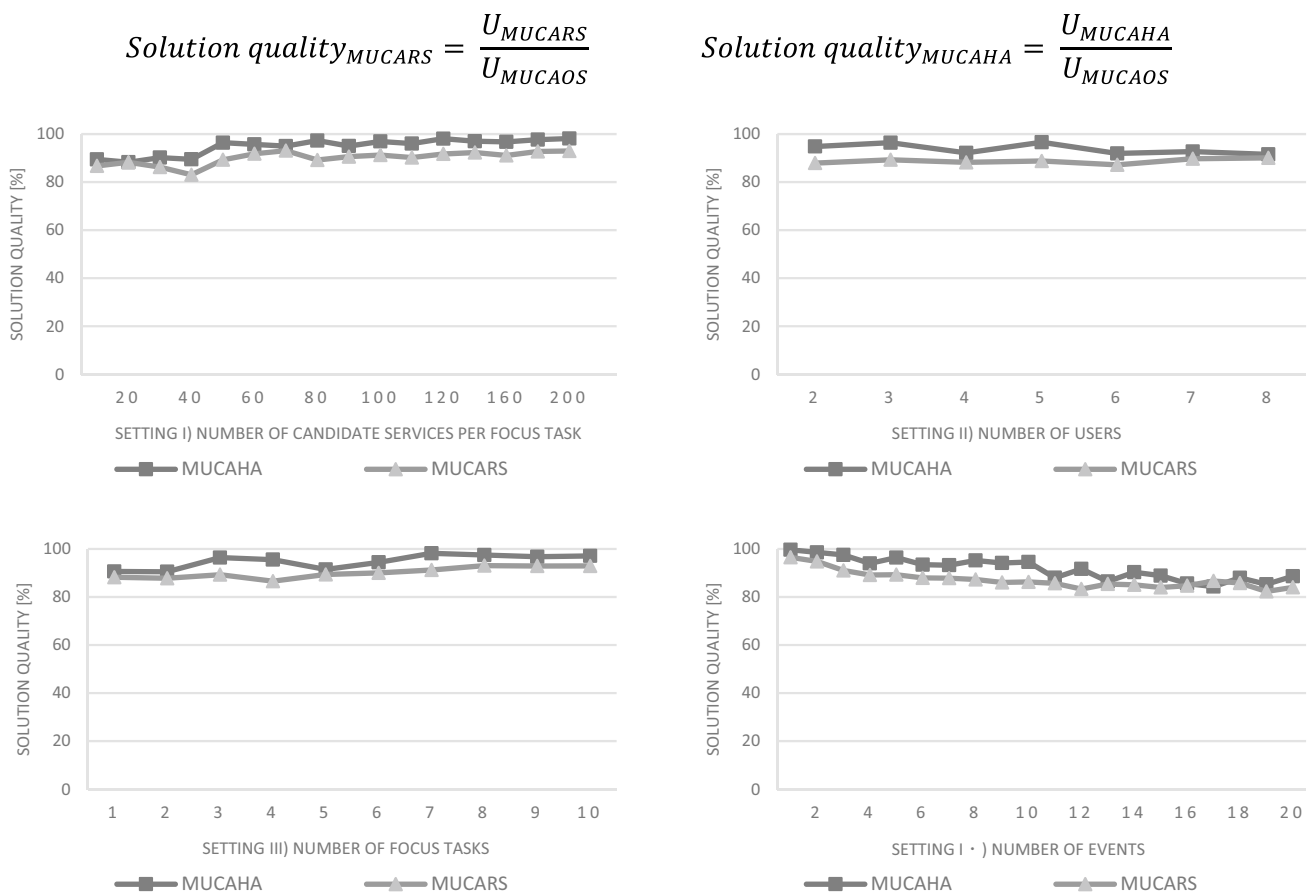 Solution quality_MUCARS = U_MUCARS / U_MUCAOS
Solution quality_MUCAHA = U_MUCAHA / U_MUCAOS
SOLUTION QUALITY [%]
100
80
60
40
20
0
20 40 60 80 100 120 160 200
SETTING I) NUMBER OF CANDIDATE SERVICES PER FOCUS TASK
MUCAHA MUCARS
SOLUTION QUALITY [%]
100
80
60
40
20
0
2 3 4 5 6 7 8
SETTING II) NUMBER OF USERS
MUCAHA MUCARS
SOLUTION QUALITY [%]
100
80
60
40
20
0
1 2 3 4 5 6 7 8 9 10
SETTING III) NUMBER OF FOCUS TASKS
MUCAHA MUCARS
SOLUTION QUALITY [%]
100
80
60
40
20
0
2 4 6 8 10 12 14 16 18 20
SETTING I · ) NUMBER OF EVENTS
MUCAHA MUCARS